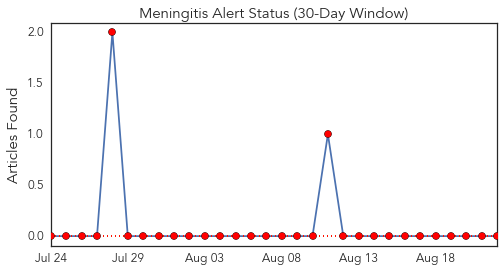 Meningitis Alert Status (30-Day Window)
Articles Found
2.0
1.5
1.0
0.5
0.0
Jul 24 Jul 29 Aug 03 Aug 08 Aug 13 Aug 18